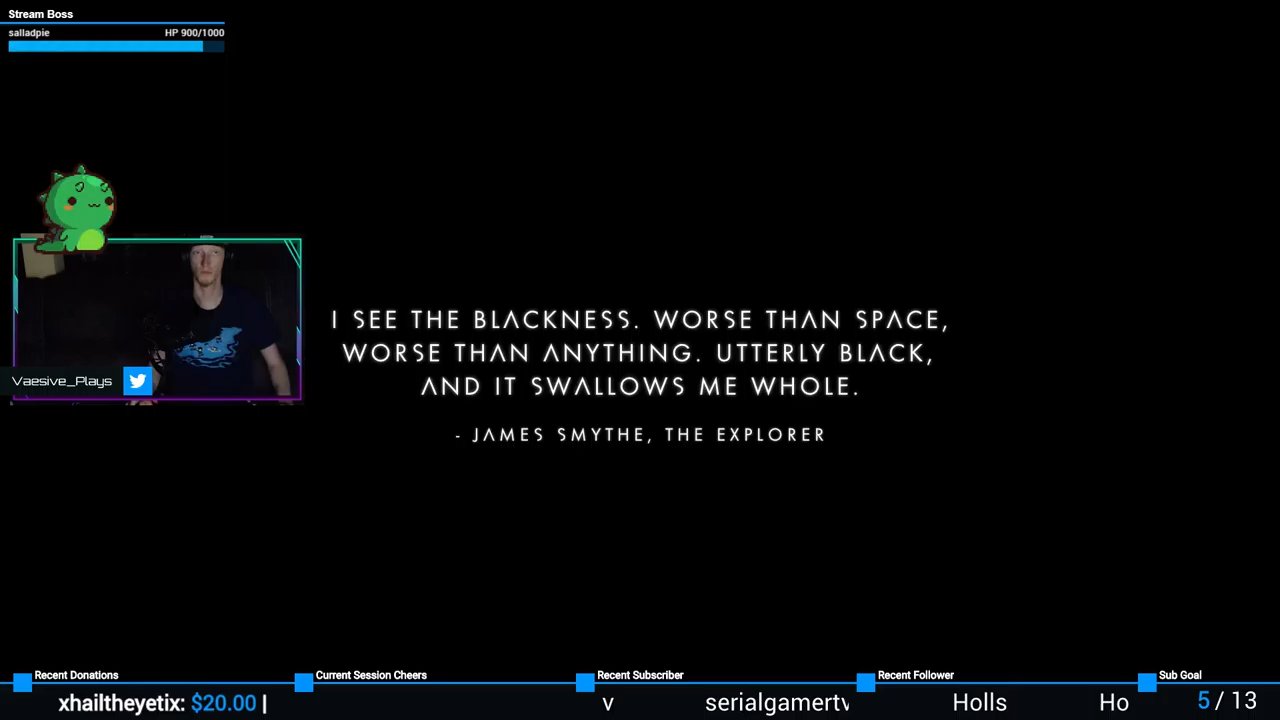 Stream Boss
salladpie HP 900/1000
Vaesive_Plays
I SEE THE BLACKNESS. WORSE THAN SPACE,
WORSE THAN ANYTHING. UTTERLY BLACK,
AND IT SWALLOWS ME WHOLE.
- JAMES SMYTHE, THE EXPLORER
Recent Donations Current Session Cheers Recent Subscriber Recent Follower Sub Goal
xhailtheyetix: $20.00 | v serialgamertv Holls Ho 5 / 13